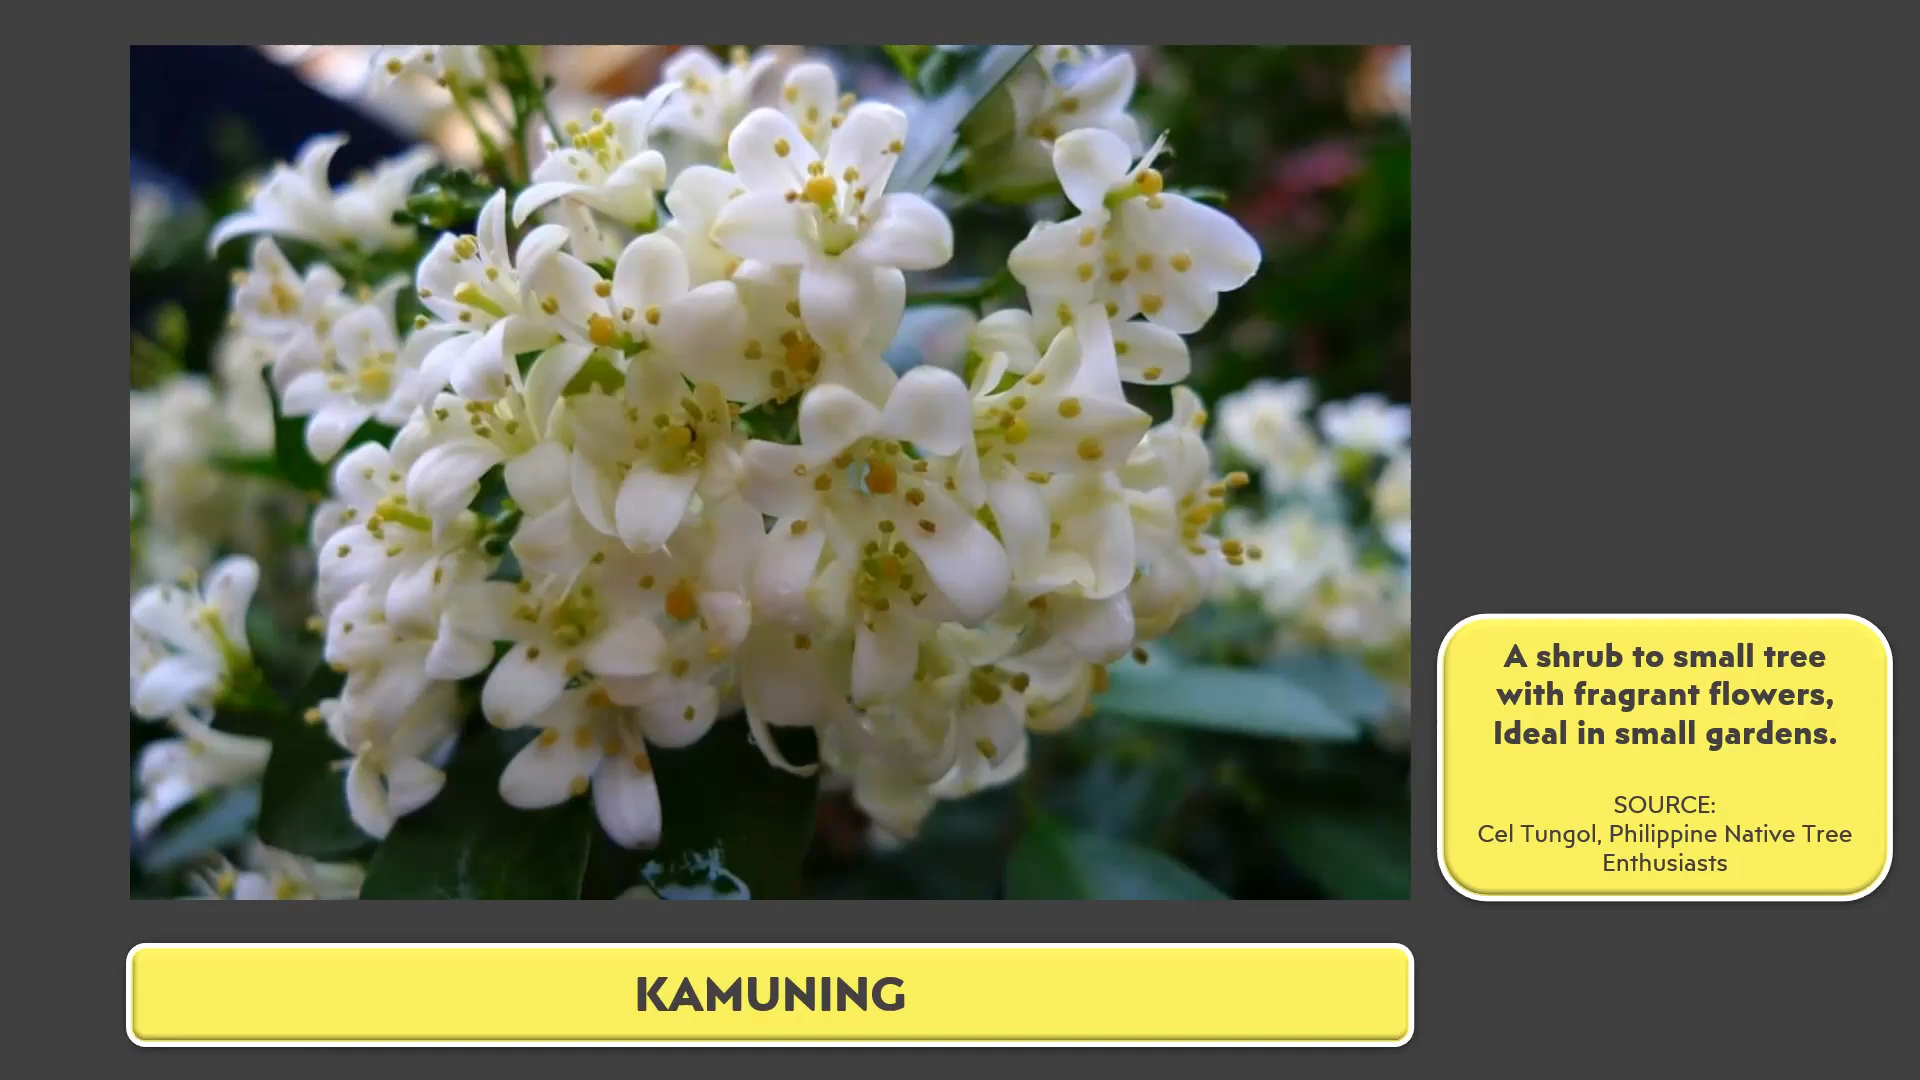 A shrub to small tree
with fragrant flowers,
Ideal in small gardens.
SOURCE:
Cel Tungol, Philippine Native Tree
Enthusiasts
KAMUNING